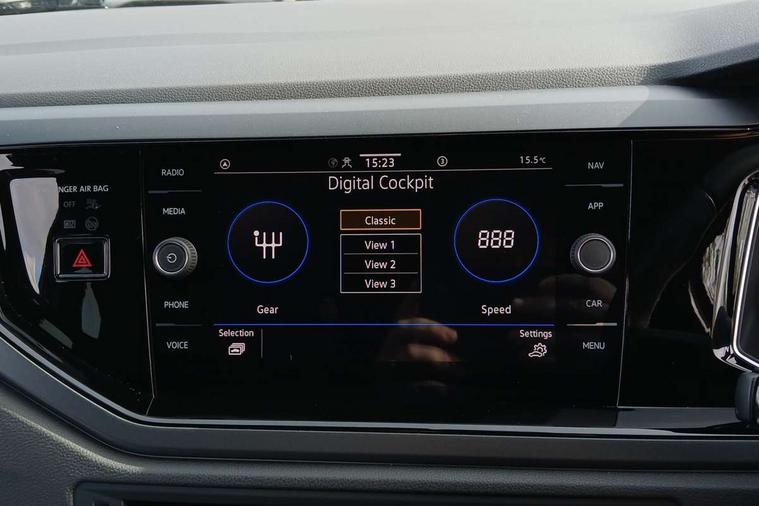 NGER AIR BAG
OFF
RADIO
MEDIA
PHONE
VOICE
15:23
3
15.5°C
Digital Cockpit
Classic
View 1
View 2
View 3
888
Gear
Speed
Selection
Settings
NAV
APP
CAR
MENU